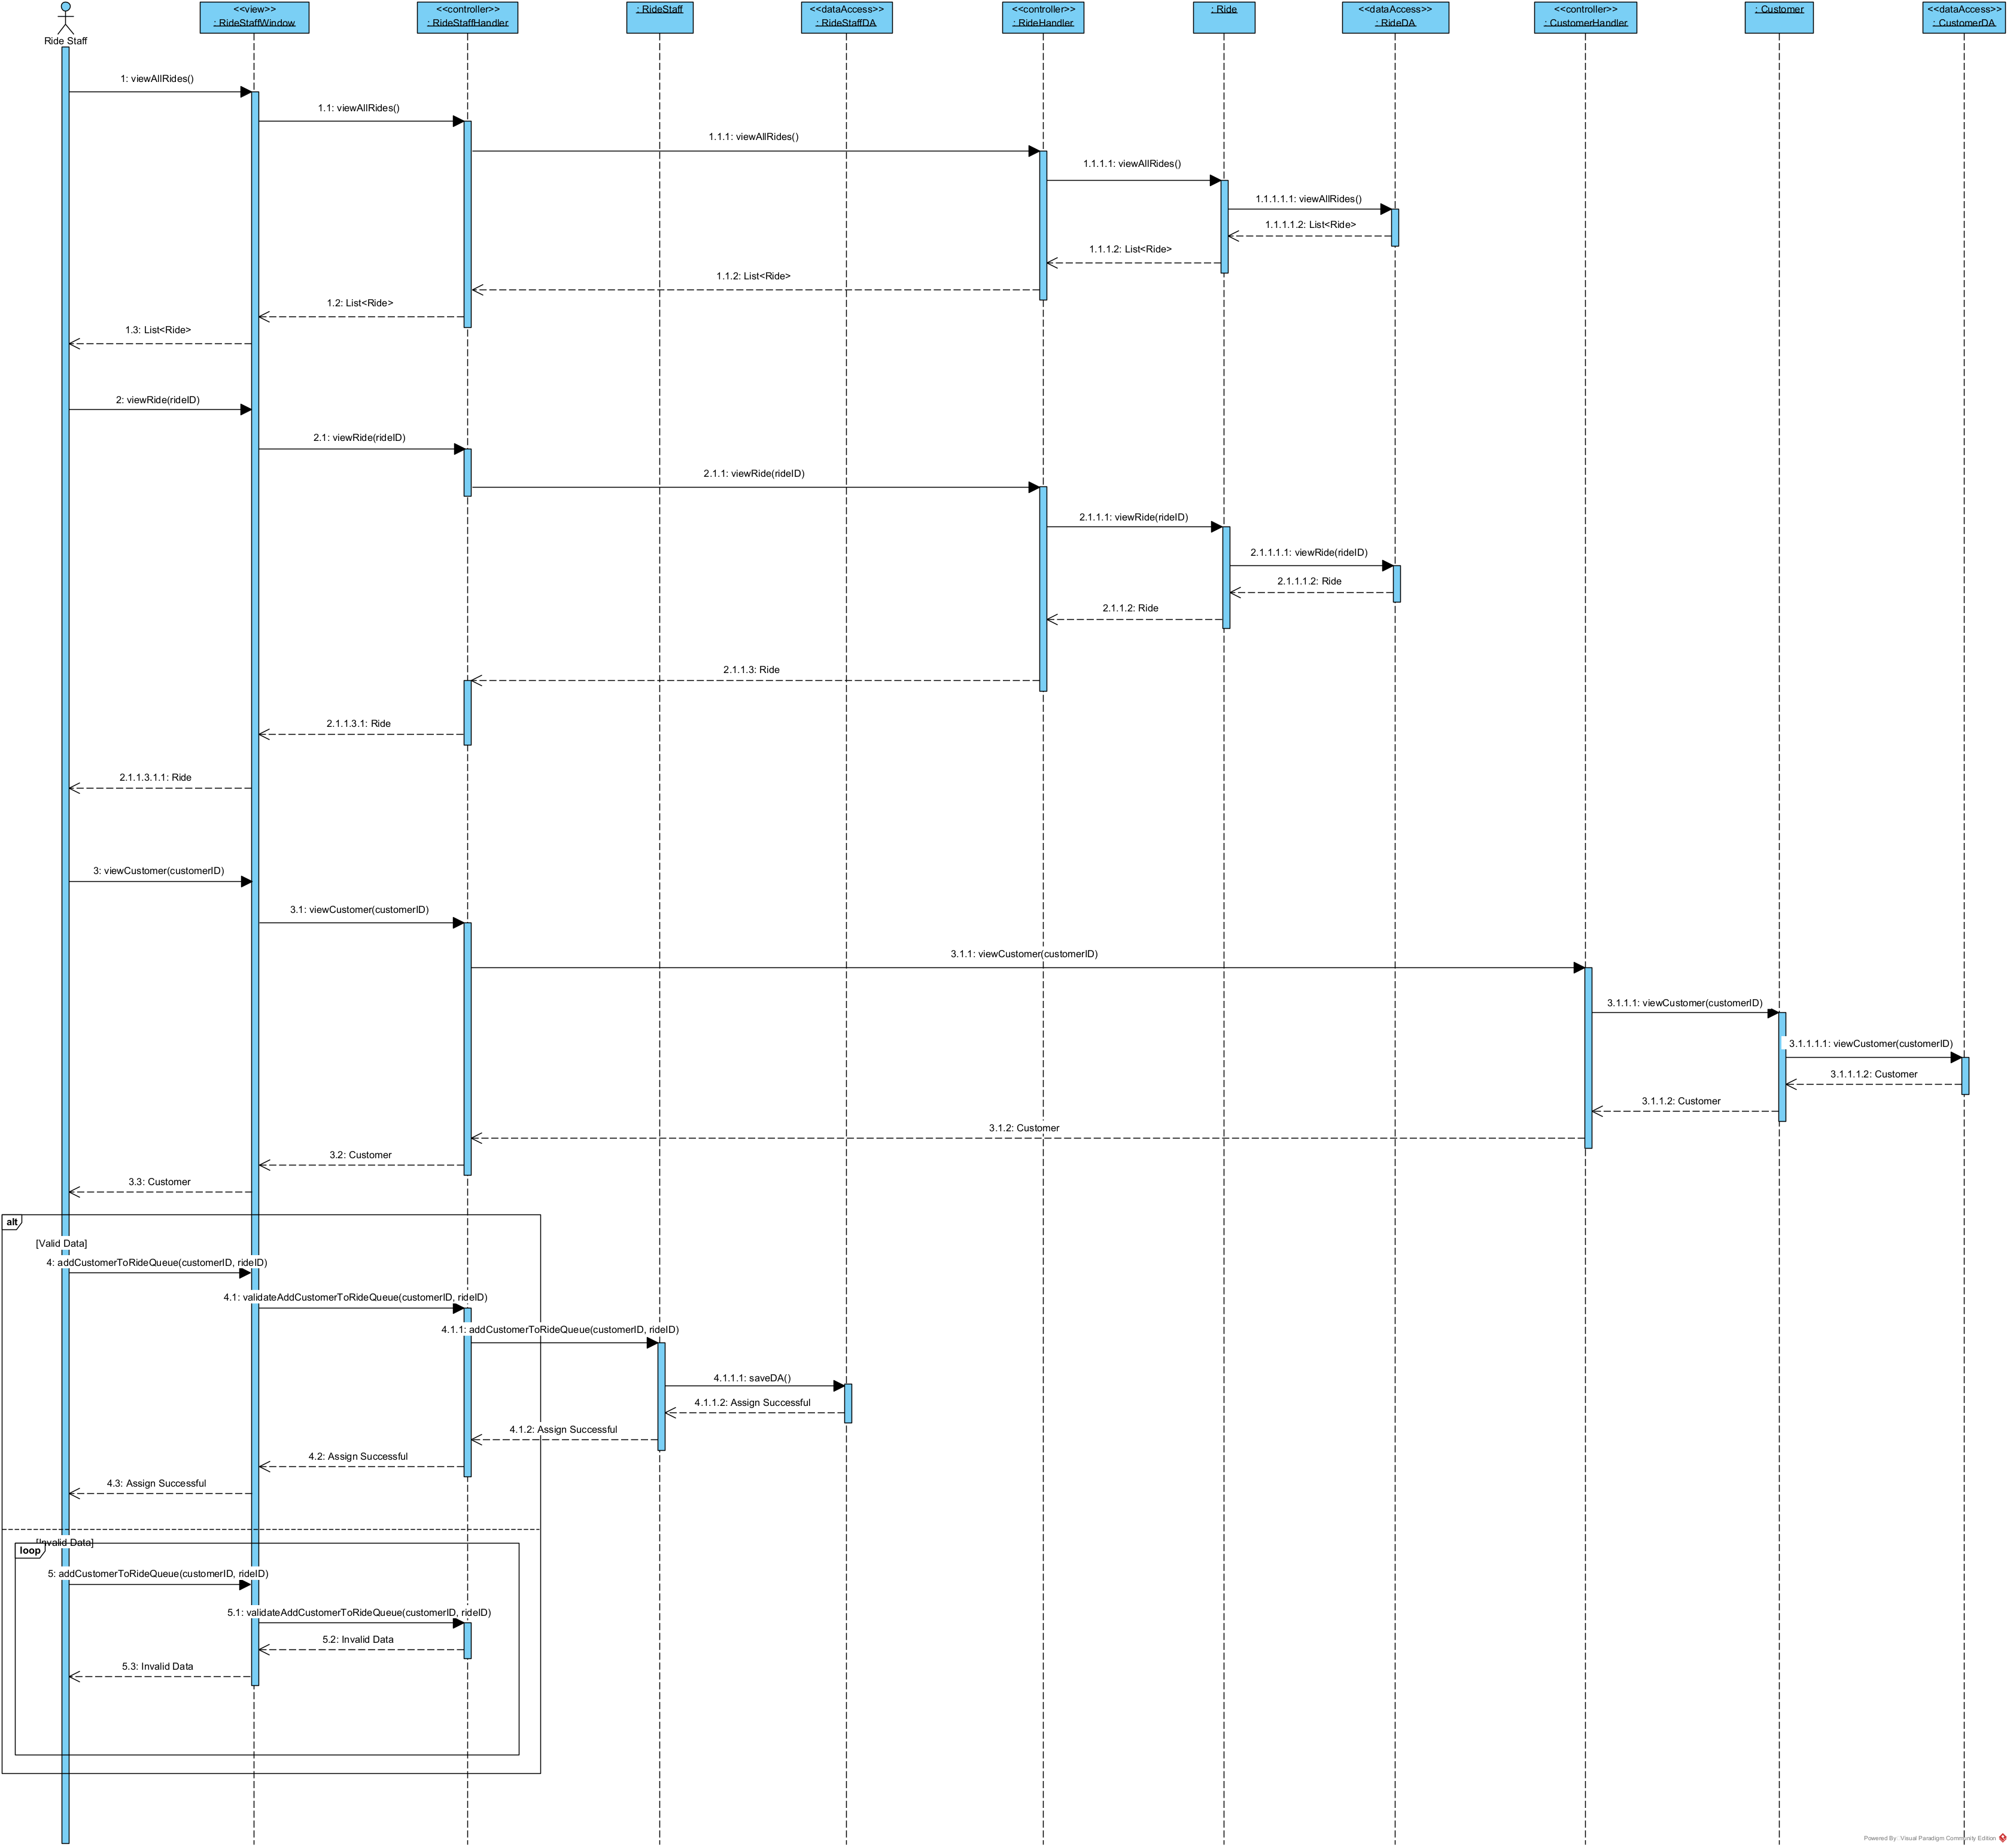 <<view>>
: RideStaffWindow
<<controller>>
: RideStaffHandler
: RideStaff
<<dataAccess>>
: RideStaffDA
<<controller>>
: RideHandler
: Ride
<<dataAccess>>
: RideDA
<<controller>>
: CustomerHandler
: Customer
<<dataAccess>>
: CustomerDA
Ride Staff
1: viewAllRides()
1.1: viewAllRides()
1.1.1: viewAllRides()
1.1.1.1: viewAllRides()
1.1.1.1.1: viewAllRides()
1.1.1.1.2: List<Ride>
1.1.1.2: List<Ride>
1.1.2: List<Ride>
1.2: List<Ride>
1.3: List<Ride>
2: viewRide(rideID)
2.1: viewRide(rideID)
2.1.1: viewRide(rideID)
2.1.1.1: viewRide(rideID)
2.1.1.1.1: viewRide(rideID)
2.1.1.1.2: Ride
2.1.1.2: Ride
2.1.1.3: Ride
2.1.1.3.1: Ride
2.1.1.3.1.1: Ride
3: viewCustomer(customerID)
3.1: viewCustomer(customerID)
3.1.1: viewCustomer(customerID)
3.1.1.1: viewCustomer(customerID)
3.1.1.1.1: viewCustomer(customerID)
3.1.1.1.2: Customer
3.1.1.2: Customer
3.1.2: Customer
3.2: Customer
3.3: Customer
alt
[Valid Data]
4: addCustomerToRideQueue(customerID, rideID)
4.1: validateAddCustomerToRideQueue(customerID, rideID)
4.1.1: addCustomerToRideQueue(customerID, rideID)
4.1.1.1: saveDA()
4.1.1.2: Assign Successful
4.1.2: Assign Successful
4.2: Assign Successful
4.3: Assign Successful
[Invalid Data]
loop
5: addCustomerToRideQueue(customerID, rideID)
5.1: validateAddCustomerToRideQueue(customerID, rideID)
5.2: Invalid Data
5.3: Invalid Data
Powered By: Visual Paradigm Community Edition